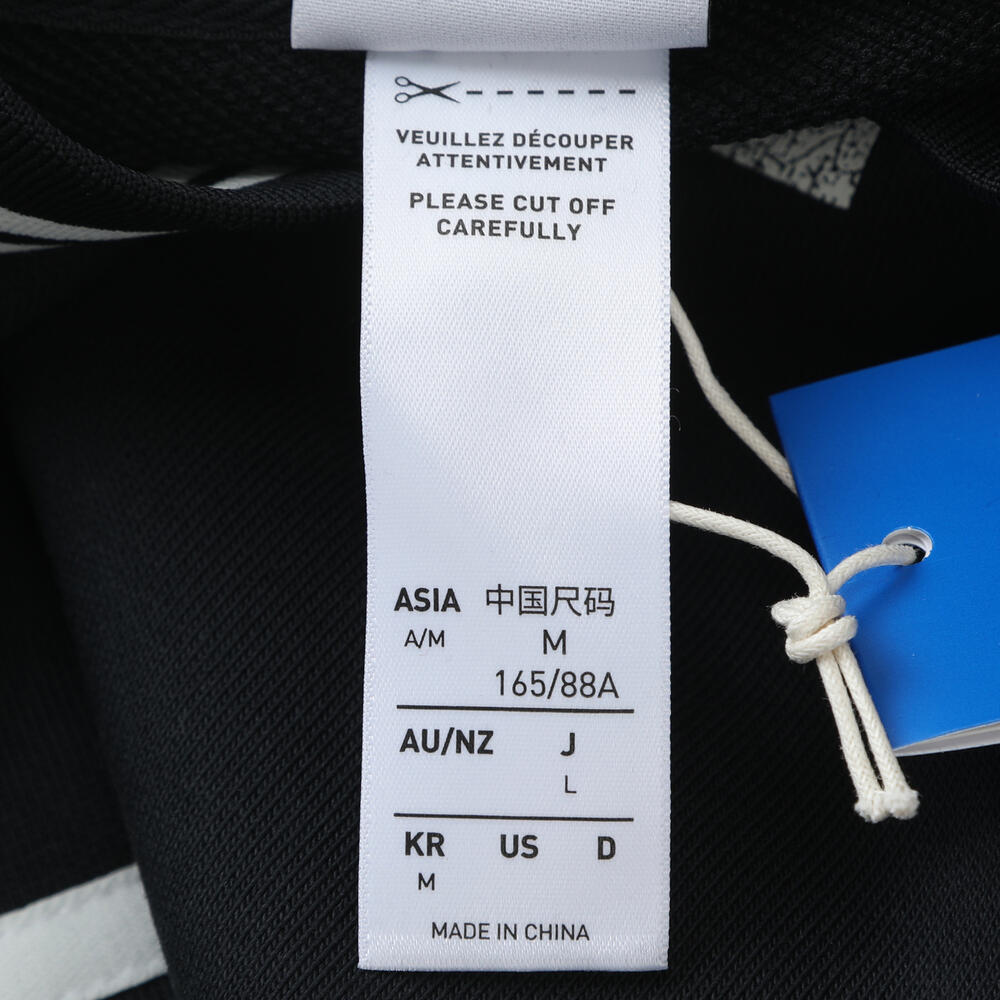 VEUILLEZ DÉCOUPER
ATTENTIVEMENT
PLEASE CUT OFF
CAREFULLY
ASIA 中国尺码
A/M M
165/88A
AU/NZ J
L
KR US D
M
MADE IN CHINA